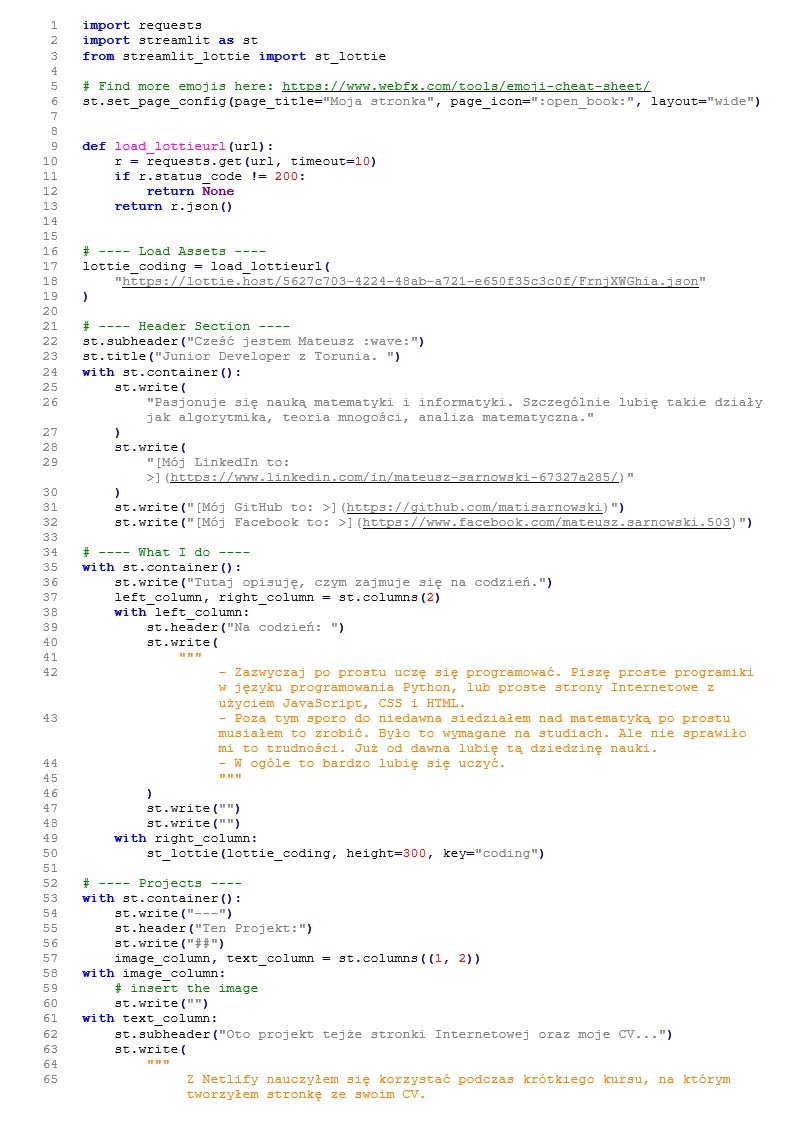 1 import requests
2 import streamlit as st
3 from streamlit_lottie import st_lottie
4
5 # Find more emojis here: https://www.webfx.com/tools/emoji-cheat-sheet/
6 st.set_page_config(page_title="Moja stronka", page_icon=":open_book:", layout="wide")
7
8
9 def load_lottieurl(url):
10     r = requests.get(url, timeout=10)
11     if r.status_code != 200:
12         return None
13     return r.json()
14
15
16 # ---- Load Assets ----
17 lottie_coding = load_lottieurl(
18     "https://lottie.host/5627c703-4224-48ab-a721-e650f35c3c0f/FrnjXWGhia.json"
19 )
20
21 # ---- Header Section ----
22 st.subheader("Cześć jestem Mateusz :wave:")
23 st.title("Junior Developer z Torunia. ")
24 with st.container():
25     st.write(
26         "Pasjonuje się nauką matematyki i informatyki. Szczególnie lubię takie działy
jak algorytmika, teoria mnogości, analiza matematyczna."
27     )
28     st.write(
29         "[Mój LinkedIn to:
>](https://www.linkedin.com/in/mateusz-sarnowski-67327a285/)"
30     )
31     st.write("[Mój GitHub to: >](https://github.com/matisarnowski)")
32     st.write("[Mój Facebook to: >](https://www.facebook.com/mateusz.sarnowski.503)")
33
34 # ---- What I do ----
35 with st.container():
36     st.write("Tutaj opisuję, czym zajmuje się na codzień.")
37     left_column, right_column = st.columns(2)
38     with left_column:
39         st.header("Na codzień: ")
40         st.write(
41             """
42                  - Zazwyczaj po prostu uczę się programować. Piszę proste programiki
w języku programowania Python, lub proste strony Internetowe z
użyciem JavaScript, CSS i HTML.
43                  - Poza tym sporo do niedawna siedziałem nad matematyką po prostu
musiałem to zrobić. Było to wymagane na studiach. Ale nie sprawiło
mi to trudności. Już od dawna lubię tą dziedzinę nauki.
44                  - W ogóle to bardzo lubię się uczyć.
45                  """
46         )
47         st.write("")
48         st.write("")
49     with right_column:
50         st_lottie(lottie_coding, height=300, key="coding")
51
52 # ---- Projects ----
53 with st.container():
54     st.write("---")
55     st.header("Ten Projekt:")
56     st.write("##")
57     image_column, text_column = st.columns((1, 2))
58 with image_column:
59     # insert the image
60     st.write("")
61 with text_column:
62     st.subheader("Oto projekt tejże stronki Internetowej oraz moje CV...")
63     st.write(
64         """
65              Z Netlify nauczyłem się korzystać podczas krótkiego kursu, na którym
tworzyłem stronkę ze swoim CV.